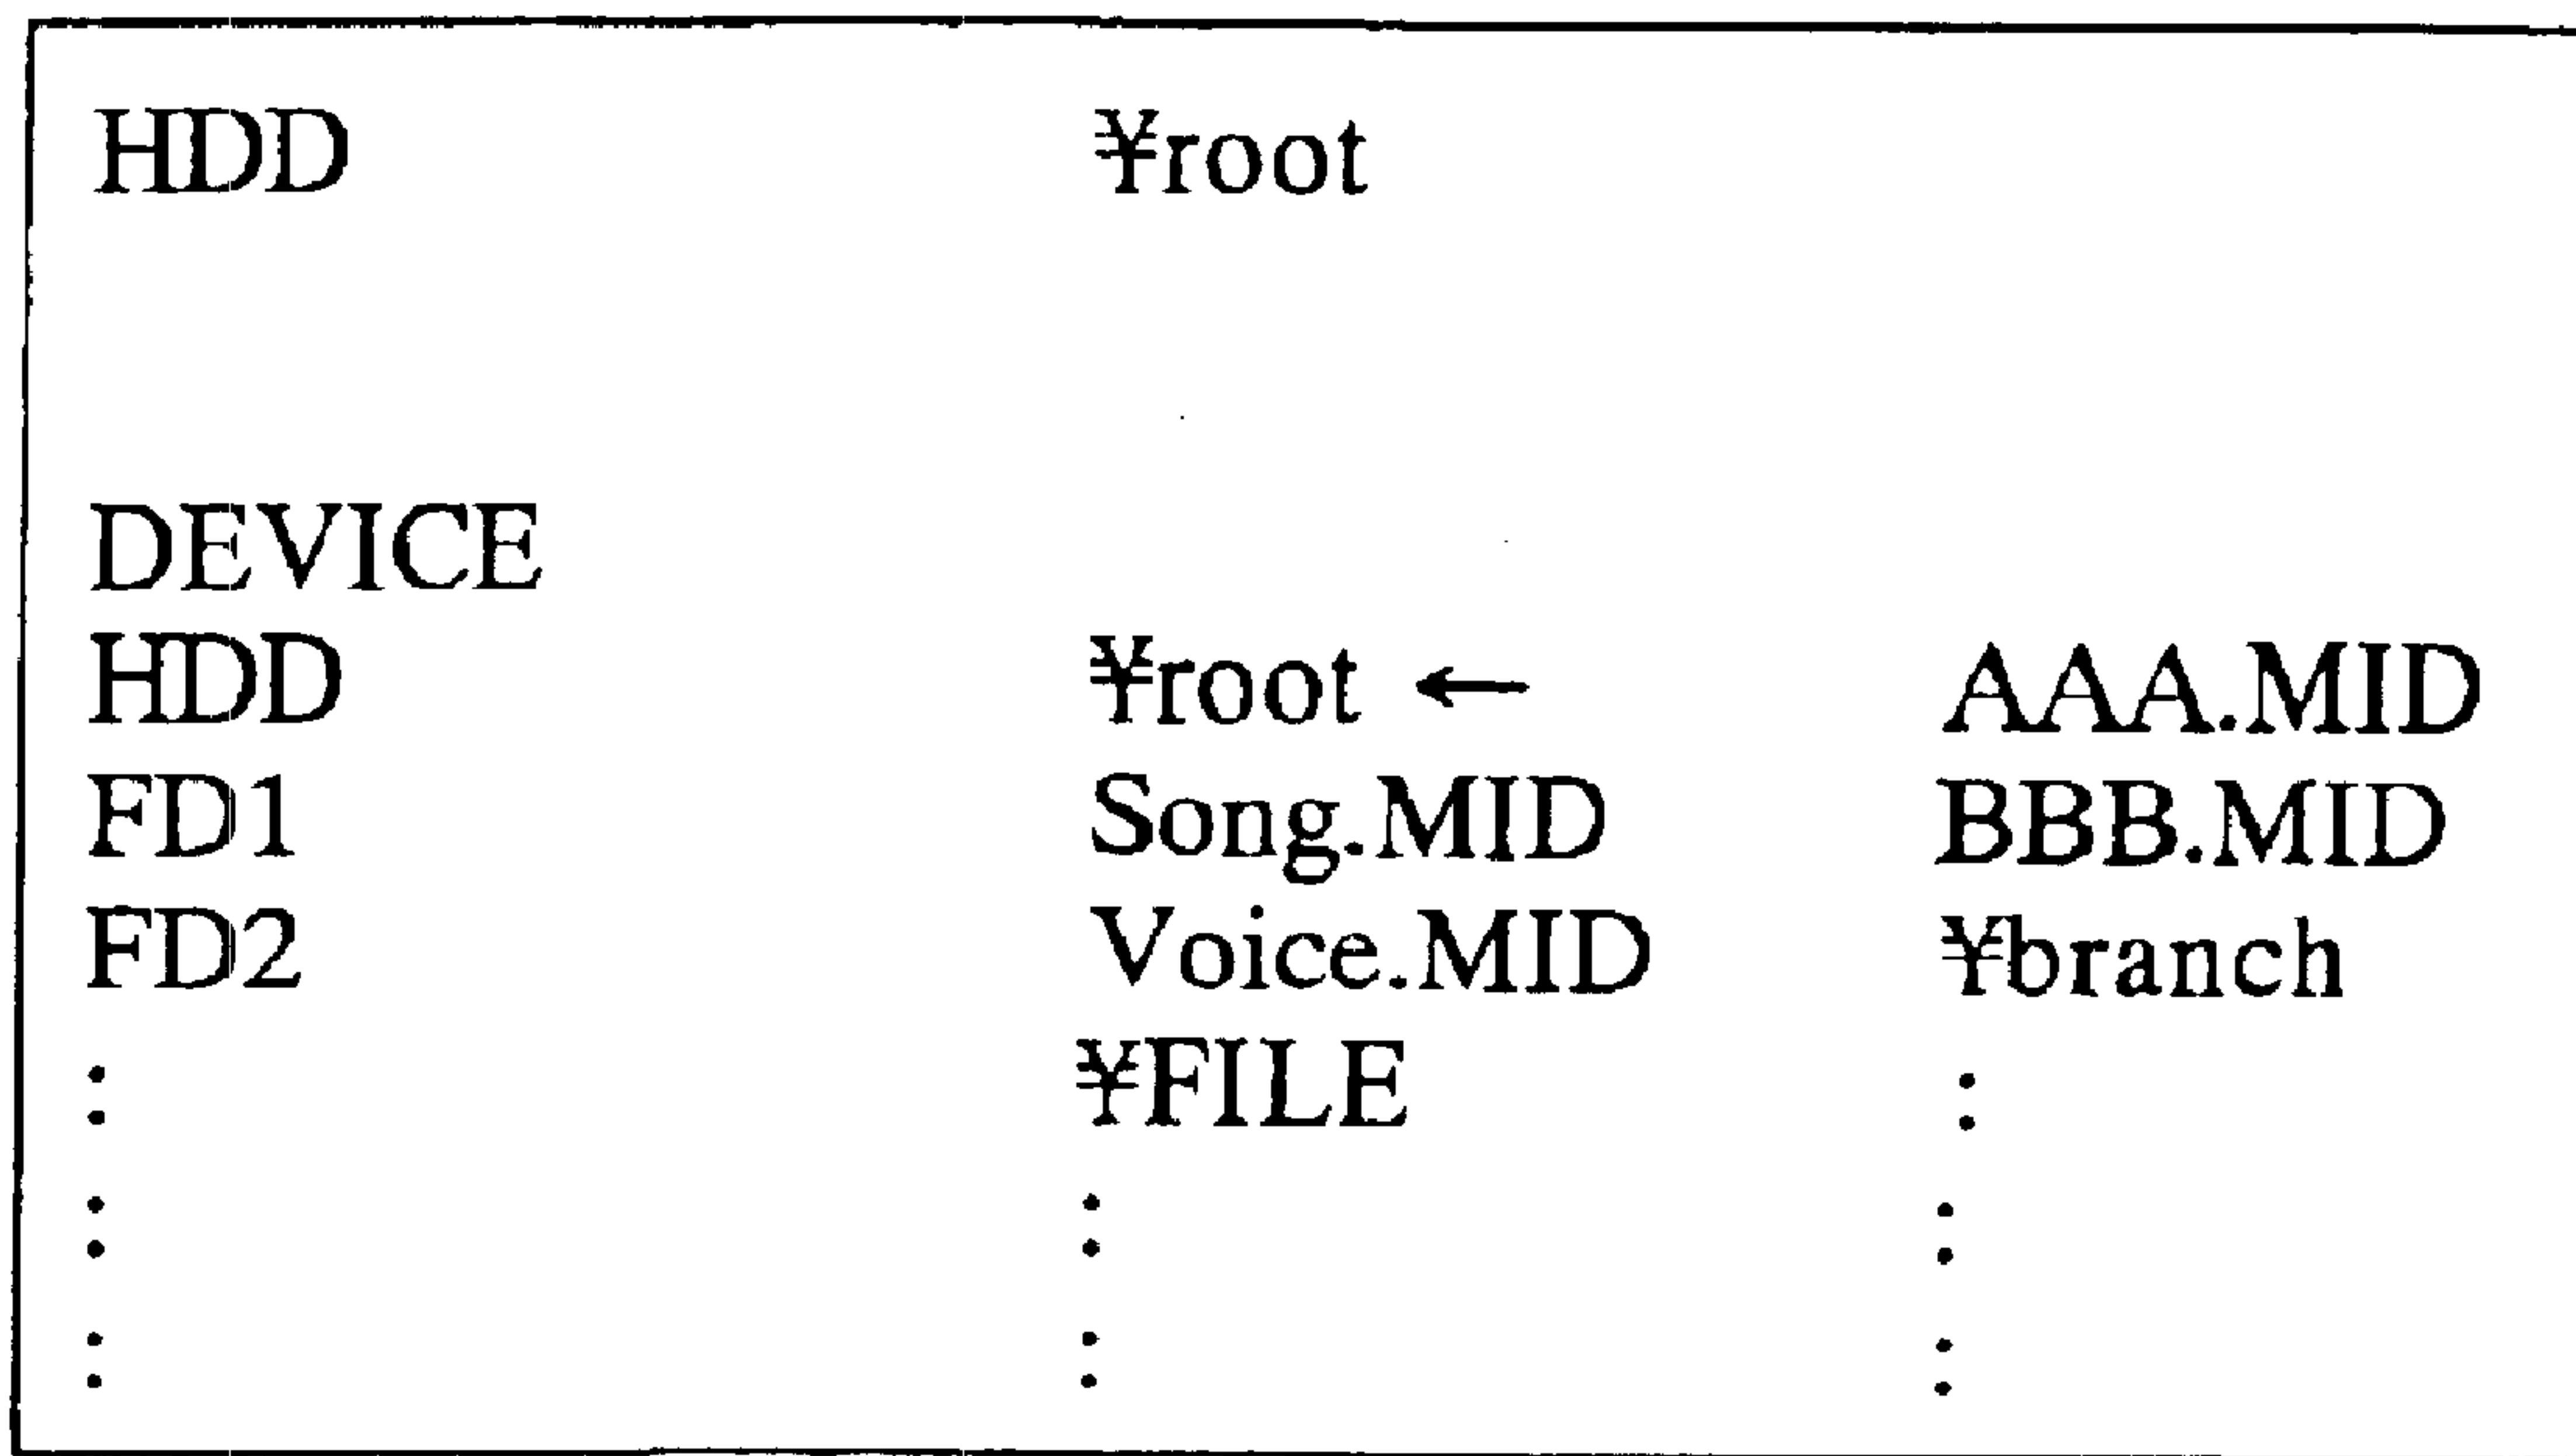 HDD ¥root
DEVICE
HDD ¥root ← AAA.MID
FD1 Song.MID BBB.MID
FD2 Voice.MID ¥branch
: ¥FILE :
: : :
: : :